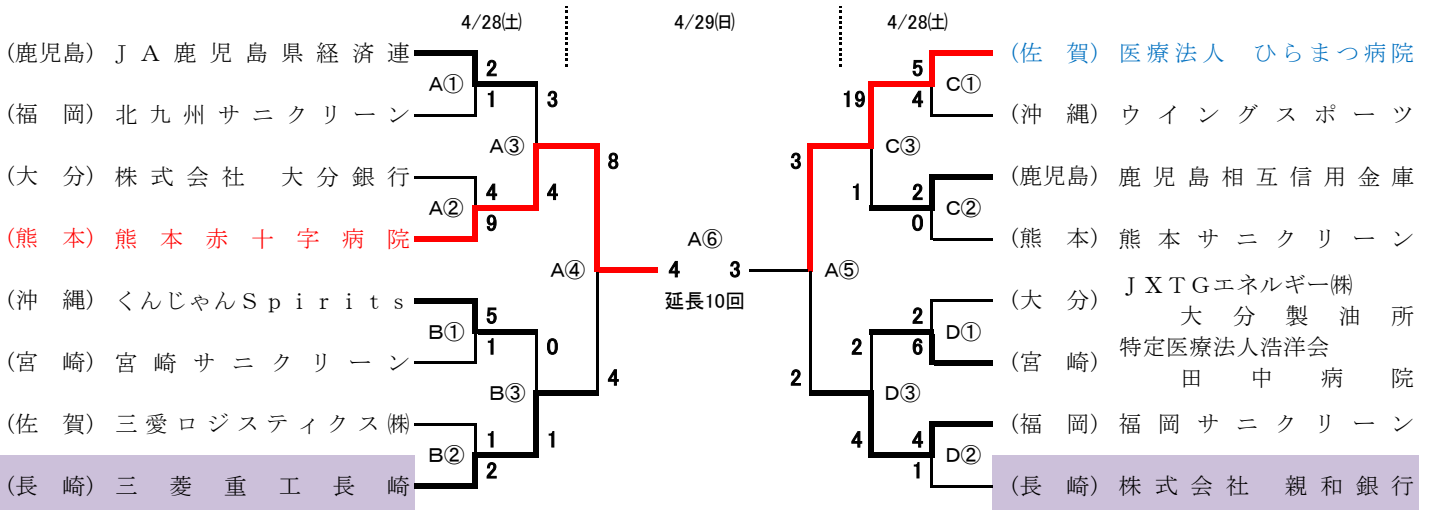 4/28㈯ 4/29㈰ 4/28㈯
(鹿児島) ＪＡ鹿児島県経済連
(福　岡) 北九州サニクリーン
(大　分) 株式会社　大分銀行
(熊　本) 熊本赤十字病院
(沖　縄) くんじゃんＳｐｉｒｉｔｓ
(宮　崎) 宮崎サニクリーン
(佐　賀) 三愛ロジスティクス㈱
(長　崎) 三菱重工長崎
A① 2 1
A② 4 9
B① 5 1
B② 1 2
A③ 3 4
B③ 0 1
A④ 8 4
A⑥
4 3
延長10回
A⑤ 3 2
C③ 19 1
D③ 2 4
C① 5 4
C② 2 0
D① 2 6
D② 4 1
(佐　賀) 医療法人　ひらまつ病院
(沖　縄) ウイングスポーツ
(鹿児島) 鹿児島相互信用金庫
(熊　本) 熊本サニクリーン
(大　分) ＪＸＴＧエネルギー㈱
大分製油所
(宮　崎) 特定医療法人浩洋会
田中病院
(福　岡) 福岡サニクリーン
(長　崎) 株式会社　親和銀行